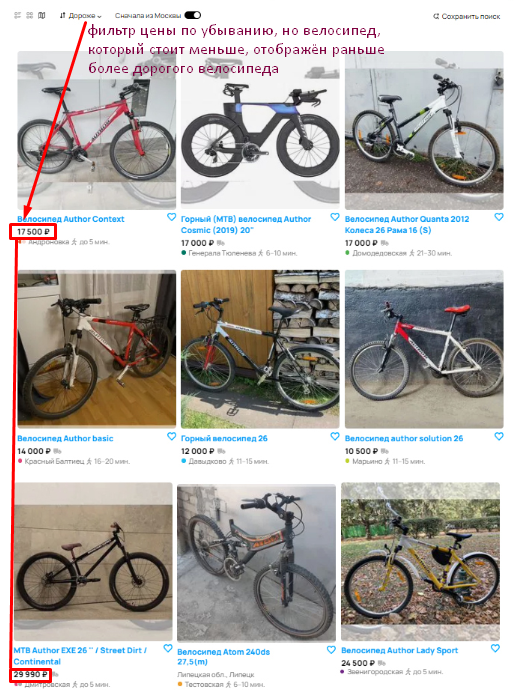 Дороже
Сначала из Москвы
Сохранить поиск
фильтр цены по убыванию, но велосипед,
который стоит меньше, отображён раньше
более дорогого велосипеда
Велосипед Author Context
17 500 ₽
Андроновка до 5 мин.
Горный (MTB) велосипед Author
Cosmic (2019) 20"
17 000 ₽
Генерала Тюленева 6–10 мин.
Велосипед Author Quanta 2012
Колеса 26 Рама 16 (S)
17 000 ₽
Домодедовская 21–30 мин.
Велосипед Author basic
14 000 ₽
Красный Балтиец 16–20 мин.
Горный велосипед 26
12 000 ₽
Давыдково 11–15 мин.
Велосипед author solution 26
10 500 ₽
Марьино 11–15 мин.
MTB Author EXE 26 " / Street Dirt /
Continental
29 990 ₽
Дмитровская до 5 мин.
Велосипед Atom 240ds
27.5(m)
Липецкая обл., Липецк
Тестовская 6–10 мин.
Велосипед Author Lady Sport
24 500 ₽
Звенигородская до 5 мин.